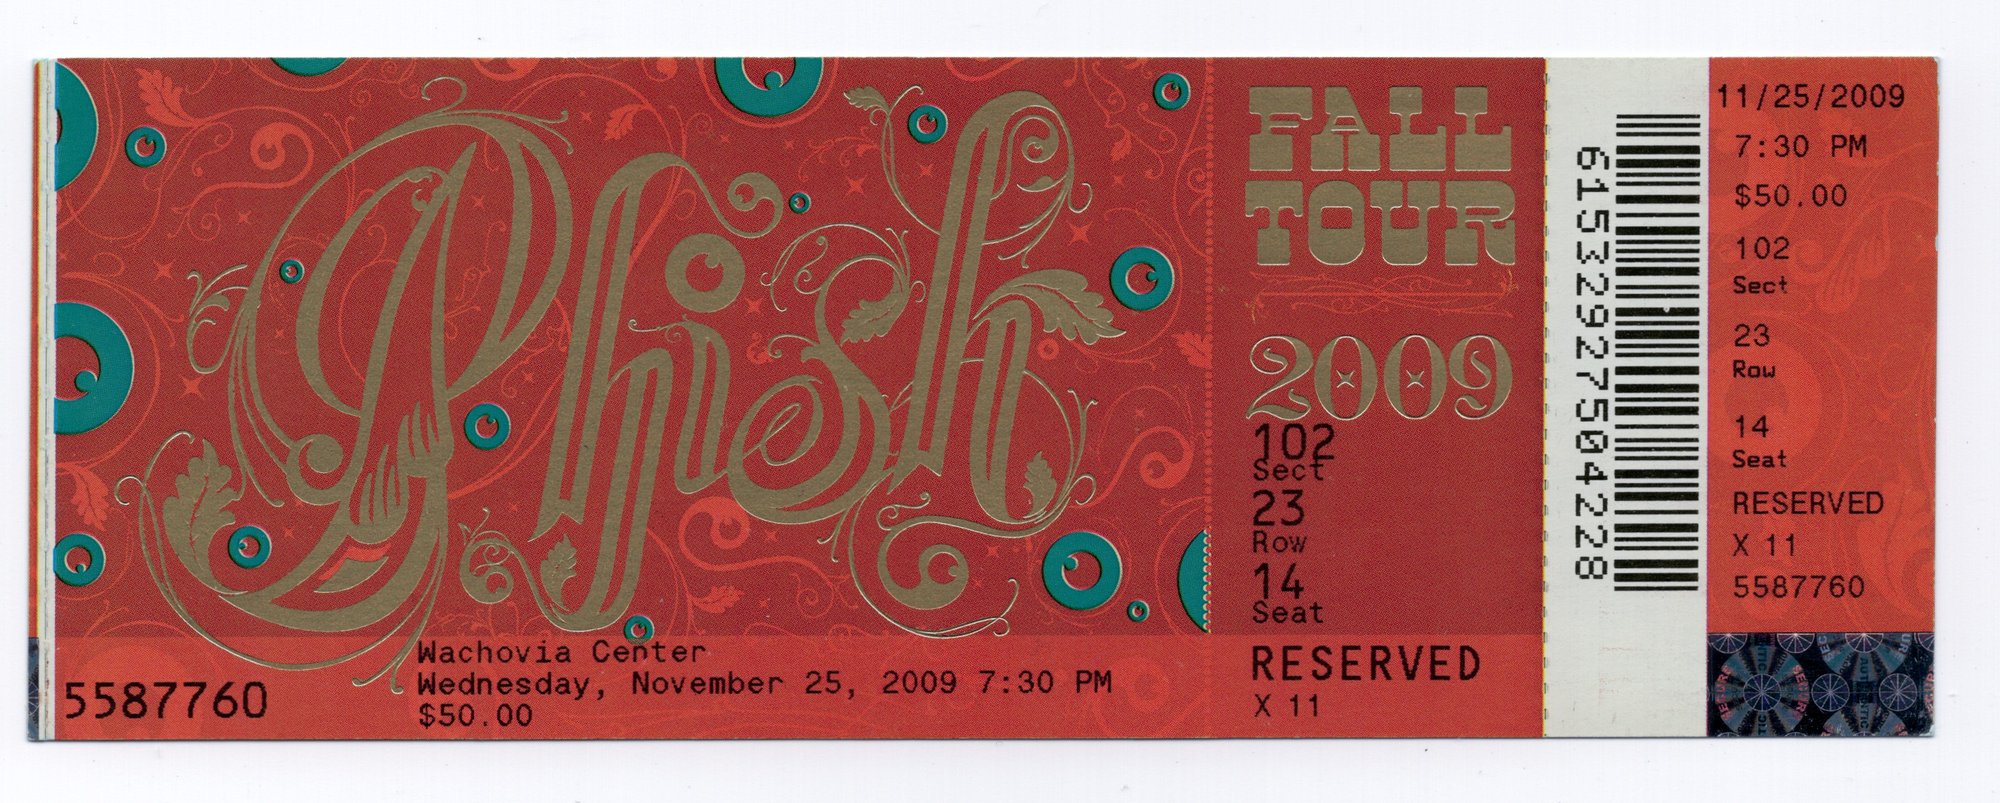 Phish
5587760
Wachovia Center
Wednesday, November 25, 2009 7:30 PM
$50.00
FALL
TOUR
2009
102
Sect
23
Row
14
Seat
RESERVED
X 11
61532927504228
11/25/2009
7:30 PM
$50.00
102
Sect
23
Row
14
Seat
RESERVED
X 11
5587760